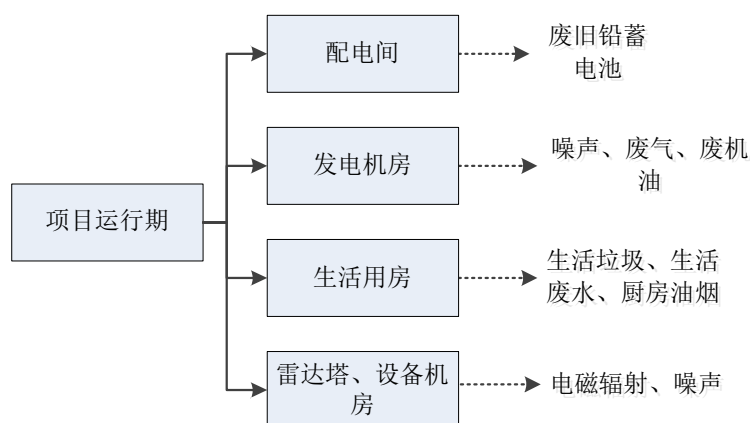 配电间
废旧铅蓄
电池
发电机房
噪声、废气、废机
油
项目运行期
生活用房
生活垃圾、生活
废水、厨房油烟
雷达塔、设备机
房
电磁辐射、噪声